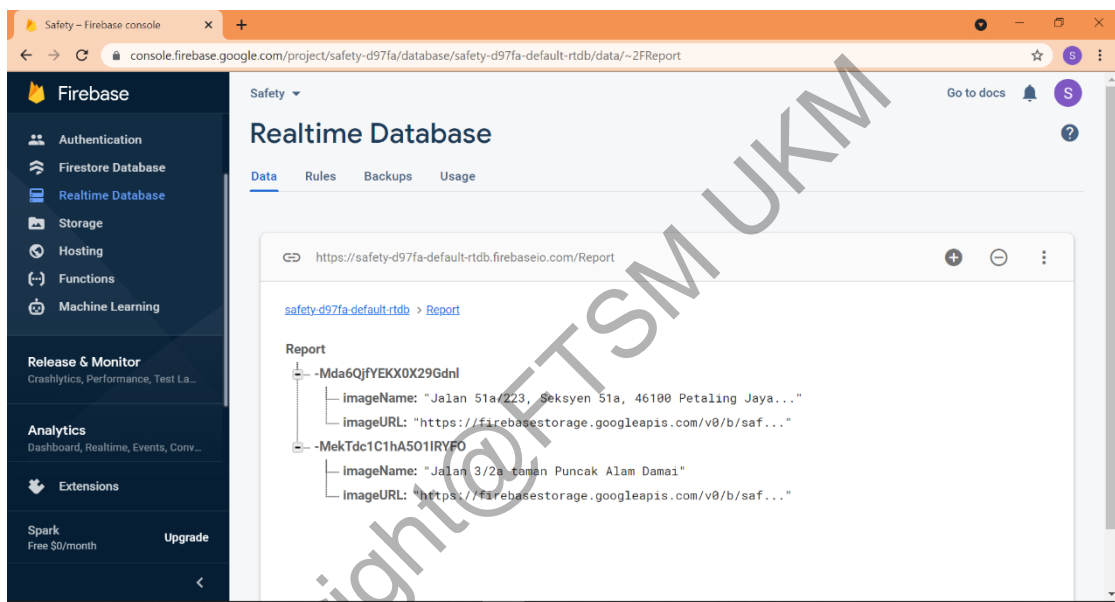 Safety – Firebase console
console.firebase.google.com/project/safety-d97fa/database/safety-d97fa-default-rtdb/data/~2FReport
S
Firebase
Authentication
Firestore Database
Realtime Database
Storage
Hosting
Functions
Machine Learning
Release & Monitor
Crashlytics, Performance, Test La...
Analytics
Dashboard, Realtime, Events, Conv...
Extensions
Spark
Free $0/month
Upgrade
Safety
Go to docs
S
Realtime Database
Data Rules Backups Usage
https://safety-d97fa-default-rtdb.firebaseio.com/Report
safety-d97fa-default-rtdb > Report
Report
-Mda6QjfYEKX0X29Gdnl
imageName: "Jalan 51a/223, Seksyen 51a, 46100 Petaling Jaya..."
imageURL: "https://firebasestorage.googleapis.com/v0/b/saf..."
-MekTdc1C1hA5O1IRYFO
imageName: "Jalan 3/2a taman Puncak Alam Damai"
imageURL: "https://firebasestorage.googleapis.com/v0/b/saf..."
right@FTSM UKM